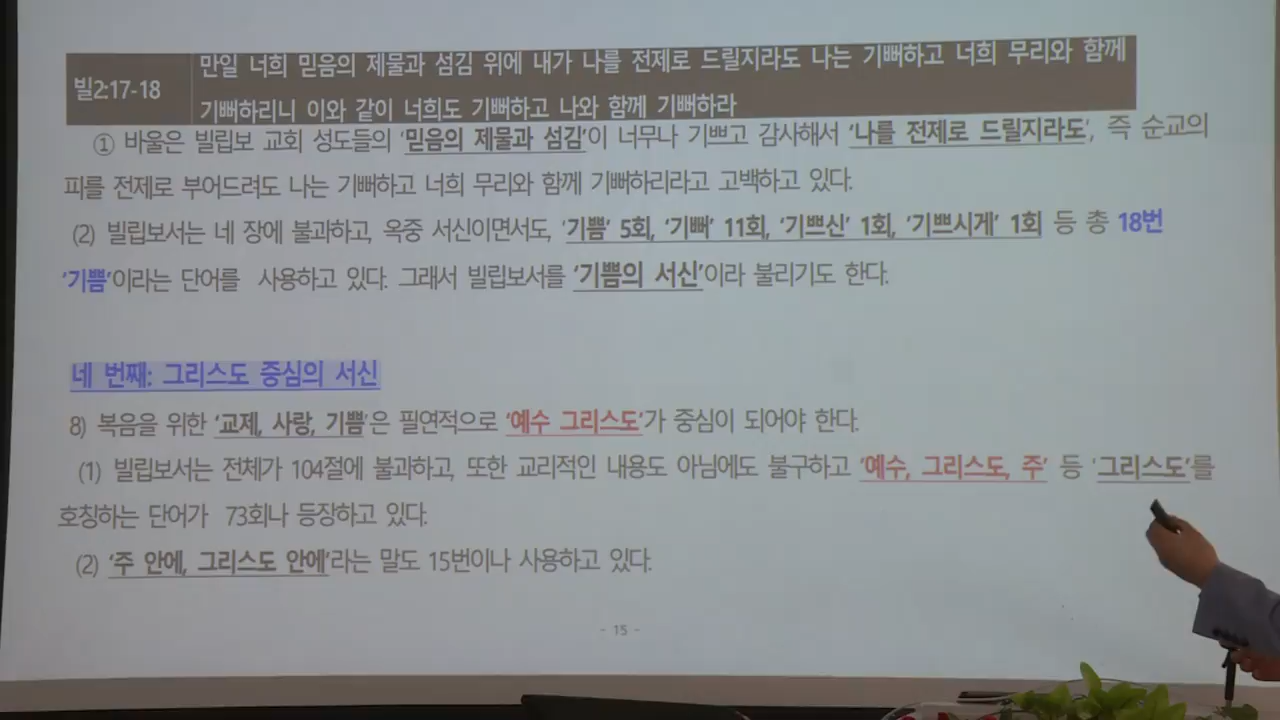 빌2:17-18
만일 너희 믿음의 제물과 섬김 위에 내가 나를 전제로 드릴지라도 나는 기뻐하고 너희 무리와 함께
기뻐하리니 이와 같이 너희도 기뻐하고 나와 함께 기뻐하라
① 바울은 빌립보 교회 성도들의 '믿음의 제물과 섬김'이 너무나 기쁘고 감사해서 '나를 전제로 드릴지라도', 즉 순교의
피를 전제로 부어드려도 나는 기뻐하고 너희 무리와 함께 기뻐하리라고 고백하고 있다.
(2) 빌립보서는 네 장에 불과하고, 옥중 서신이면서도, '기쁨' 5회, '기뻐' 11회, '기쁘신' 1회, '기쁘시게' 1회 등 총 18번
'기쁨'이라는 단어를 사용하고 있다. 그래서 빌립보서를 '기쁨의 서신'이라 불리기도 한다.
네 번째: 그리스도 중심의 서신
8) 복음을 위한 '교제, 사랑, 기쁨'은 필연적으로 '예수 그리스도'가 중심이 되어야 한다.
(1) 빌립보서는 전체가 104절에 불과하고, 또한 교리적인 내용도 아님에도 불구하고 '예수, 그리스도, 주' 등 '그리스도'를
호칭하는 단어가 73회나 등장하고 있다.
(2) '주 안에, 그리스도 안에'라는 말도 15번이나 사용하고 있다.
- 15 -